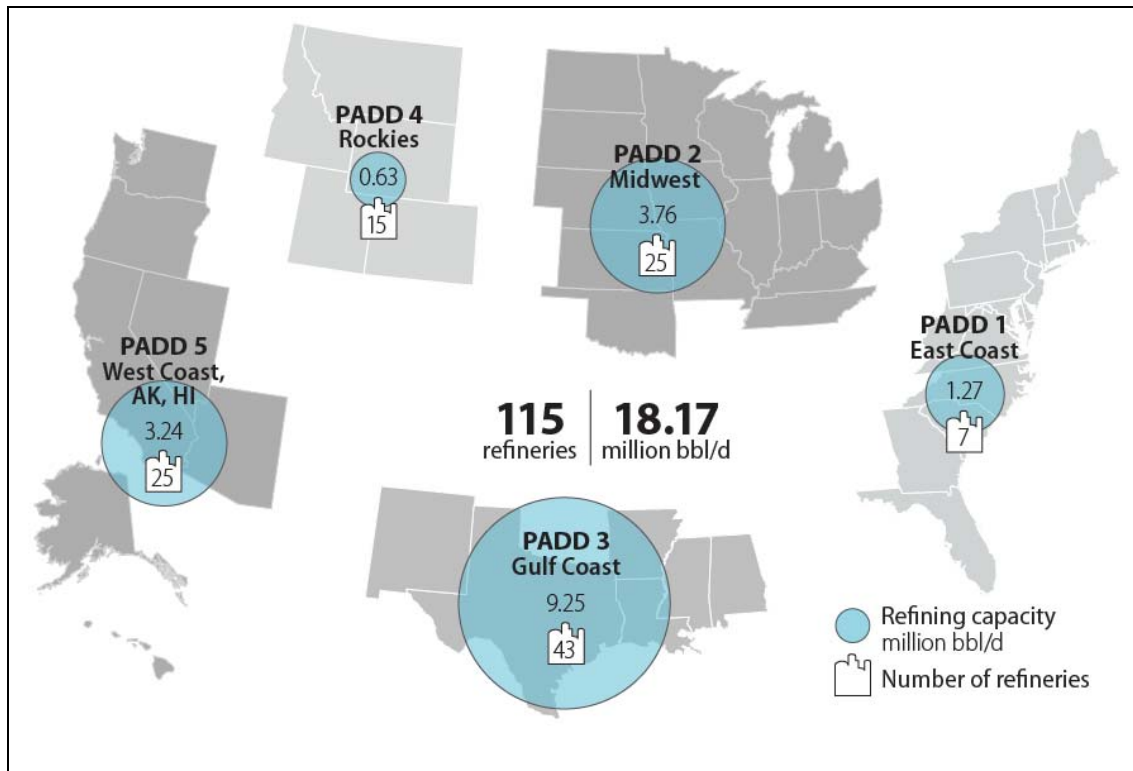 PADD 4
Rockies
0.63
15
PADD 2
Midwest
3.76
25
PADD 1
East Coast
1.27
7
PADD 5
West Coast,
AK, HI
3.24
25
115
refineries
18.17
million bbl/d
PADD 3
Gulf Coast
9.25
43
Refining capacity
million bbl/d
Number of refineries